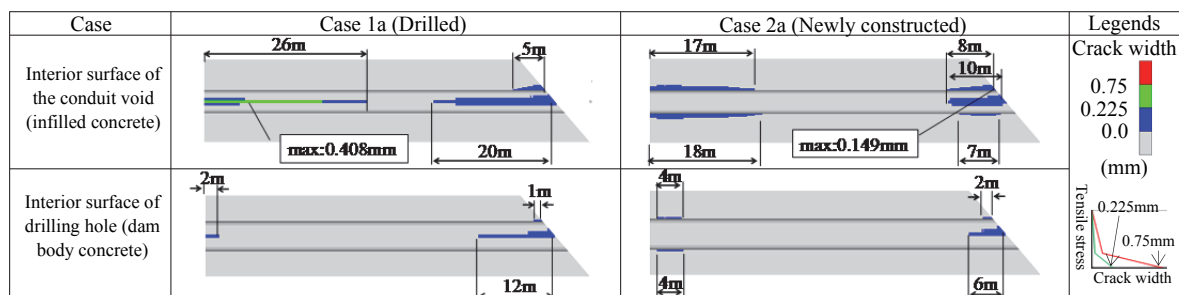 Case
Case 1a (Drilled)
Case 2a (Newly constructed)
Legends
Interior surface of
the conduit void
(infilled concrete)
26m
5m
max:0.408mm
20m
17m
8m
10m
max:0.149mm
18m
7m
Crack width
0.75
0.225
0.0
(mm)
Interior surface of
drilling hole (dam
body concrete)
2m
1m
12m
4m
2m
4m
6m
Tensile stress
0.225mm
0.75mm
Crack width